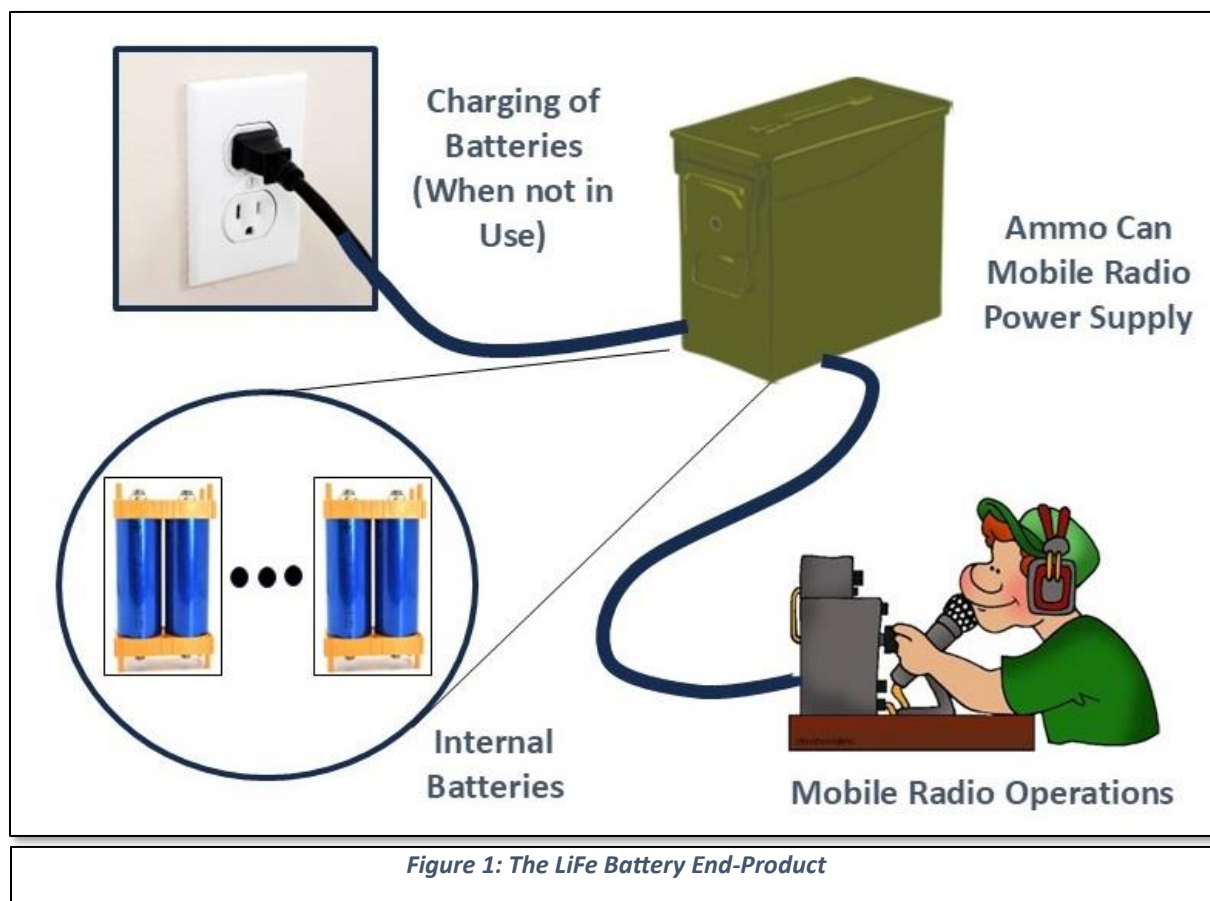 Charging of
Batteries
(When not in
Use)
Ammo Can
Mobile Radio
Power Supply
Internal
Batteries
Mobile Radio Operations
Figure 1: The LiFe Battery End-Product